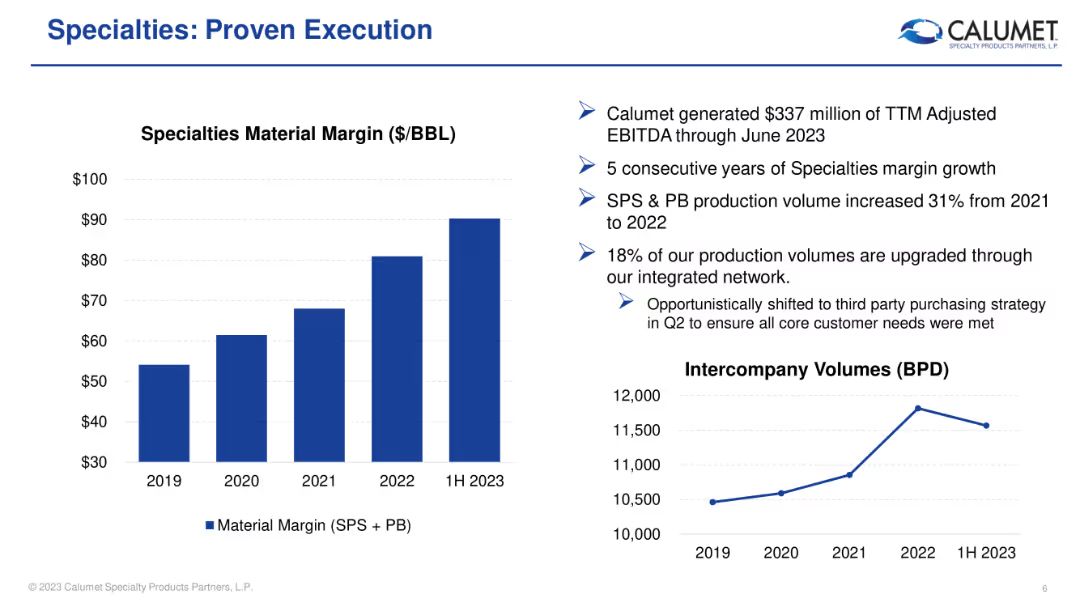 Specialties: Proven Execution
CALUMET
SPECIALTY PRODUCTS PARTNERS, L.P.
Specialties Material Margin ($/BBL)
$100
$90
$80
$70
$60
$50
$40
$30
2019 2020 2021 2022 1H 2023
Material Margin (SPS + PB)
Calumet generated $337 million of TTM Adjusted
EBITDA through June 2023
5 consecutive years of Specialties margin growth
SPS & PB production volume increased 31% from 2021
to 2022
18% of our production volumes are upgraded through
our integrated network.
Opportunistically shifted to third party purchasing strategy
in Q2 to ensure all core customer needs were met
Intercompany Volumes (BPD)
12,000
11,500
11,000
10,500
10,000
2019 2020 2021 2022 1H 2023
© 2023 Calumet Specialty Products Partners, L.P.
6